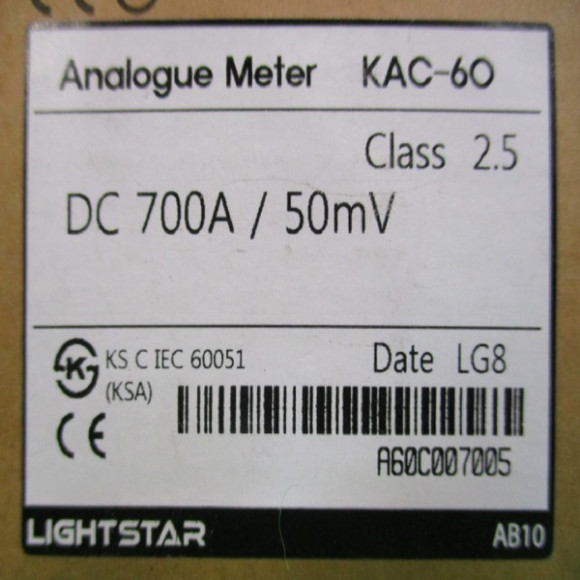 Analogue Meter KAC-60
Class 2.5
DC 700A / 50mV
KS C IEC 60051
(KSA)
Date LG8
CE
A60C007005
LIGHTSTAR
AB10